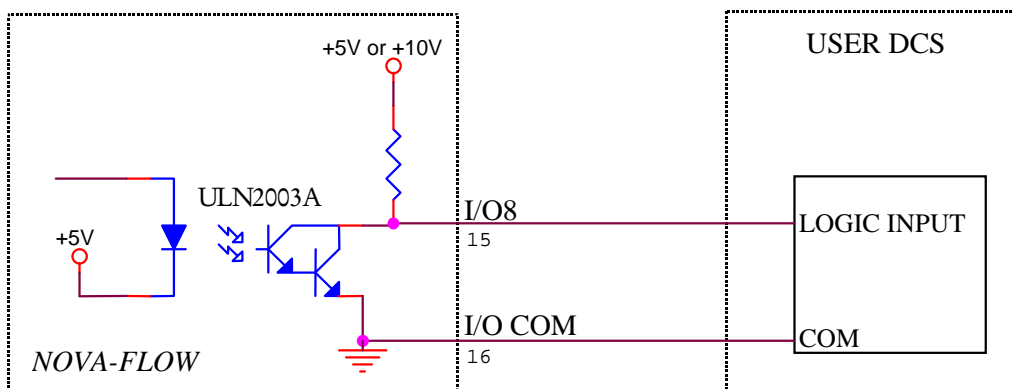 +5V or +10V
USER DCS
ULN2003A
I/O8
15
LOGIC INPUT
+5V
I/O COM
16
COM
NOVA-FLOW